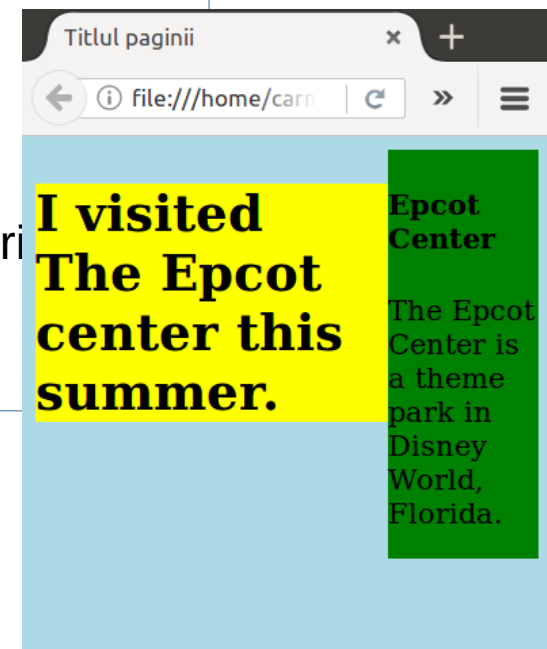 Titlul paginii
file:///home/carn
ri
I visited
The Epcot
center this
summer.
Epcot
Center
The Epcot
Center is
a theme
park in
Disney
World,
Florida.